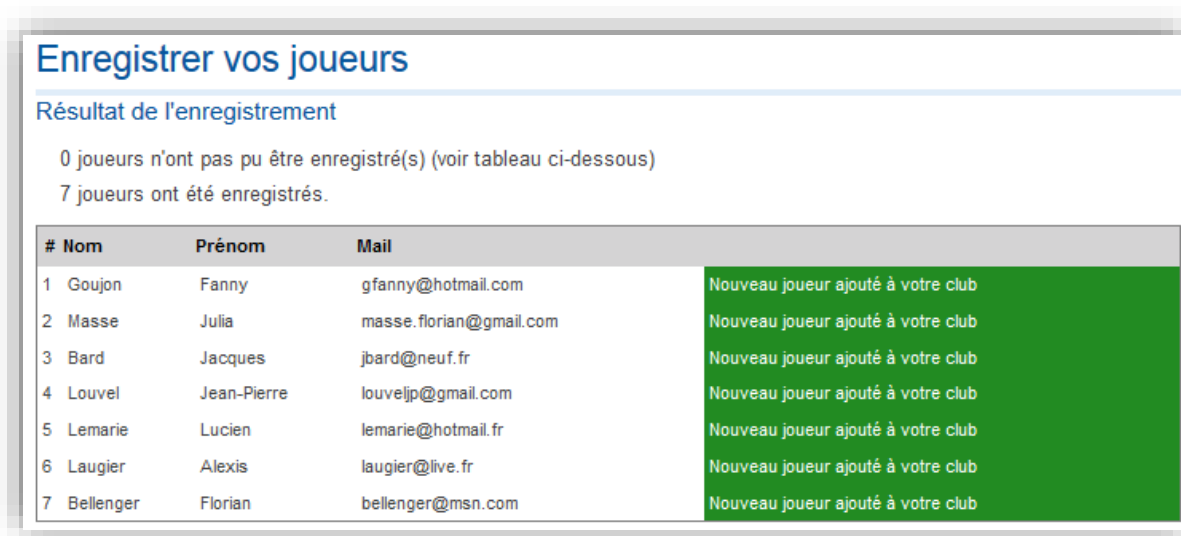 Enregistrer vos joueurs
Résultat de l'enregistrement
0 joueurs n'ont pas pu être enregistré(s) (voir tableau ci-dessous)
7 joueurs ont été enregistrés.
# Nom Prénom Mail
1 Goujon Fanny gfanny@hotmail.com Nouveau joueur ajouté à votre club
2 Masse Julia masse.florian@gmail.com Nouveau joueur ajouté à votre club
3 Bard Jacques jbard@neuf.fr Nouveau joueur ajouté à votre club
4 Louvel Jean-Pierre louveljp@gmail.com Nouveau joueur ajouté à votre club
5 Lemarie Lucien lemarie@hotmail.fr Nouveau joueur ajouté à votre club
6 Laugier Alexis laugier@live.fr Nouveau joueur ajouté à votre club
7 Bellenger Florian bellenger@msn.com Nouveau joueur ajouté à votre club